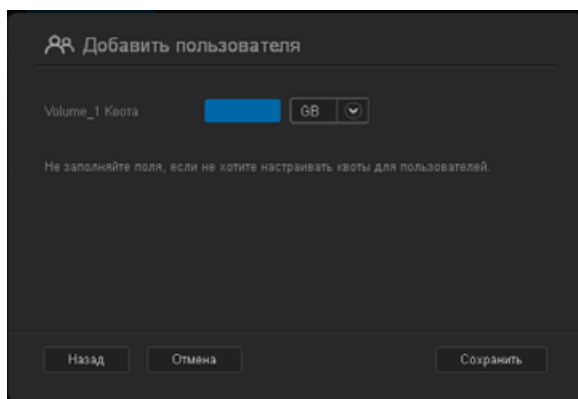 Добавить пользователя
Volume_1 Квота GB
Не заполняйте поля, если не хотите настраивать квоты для пользователей.
Назад Отмена Сохранить